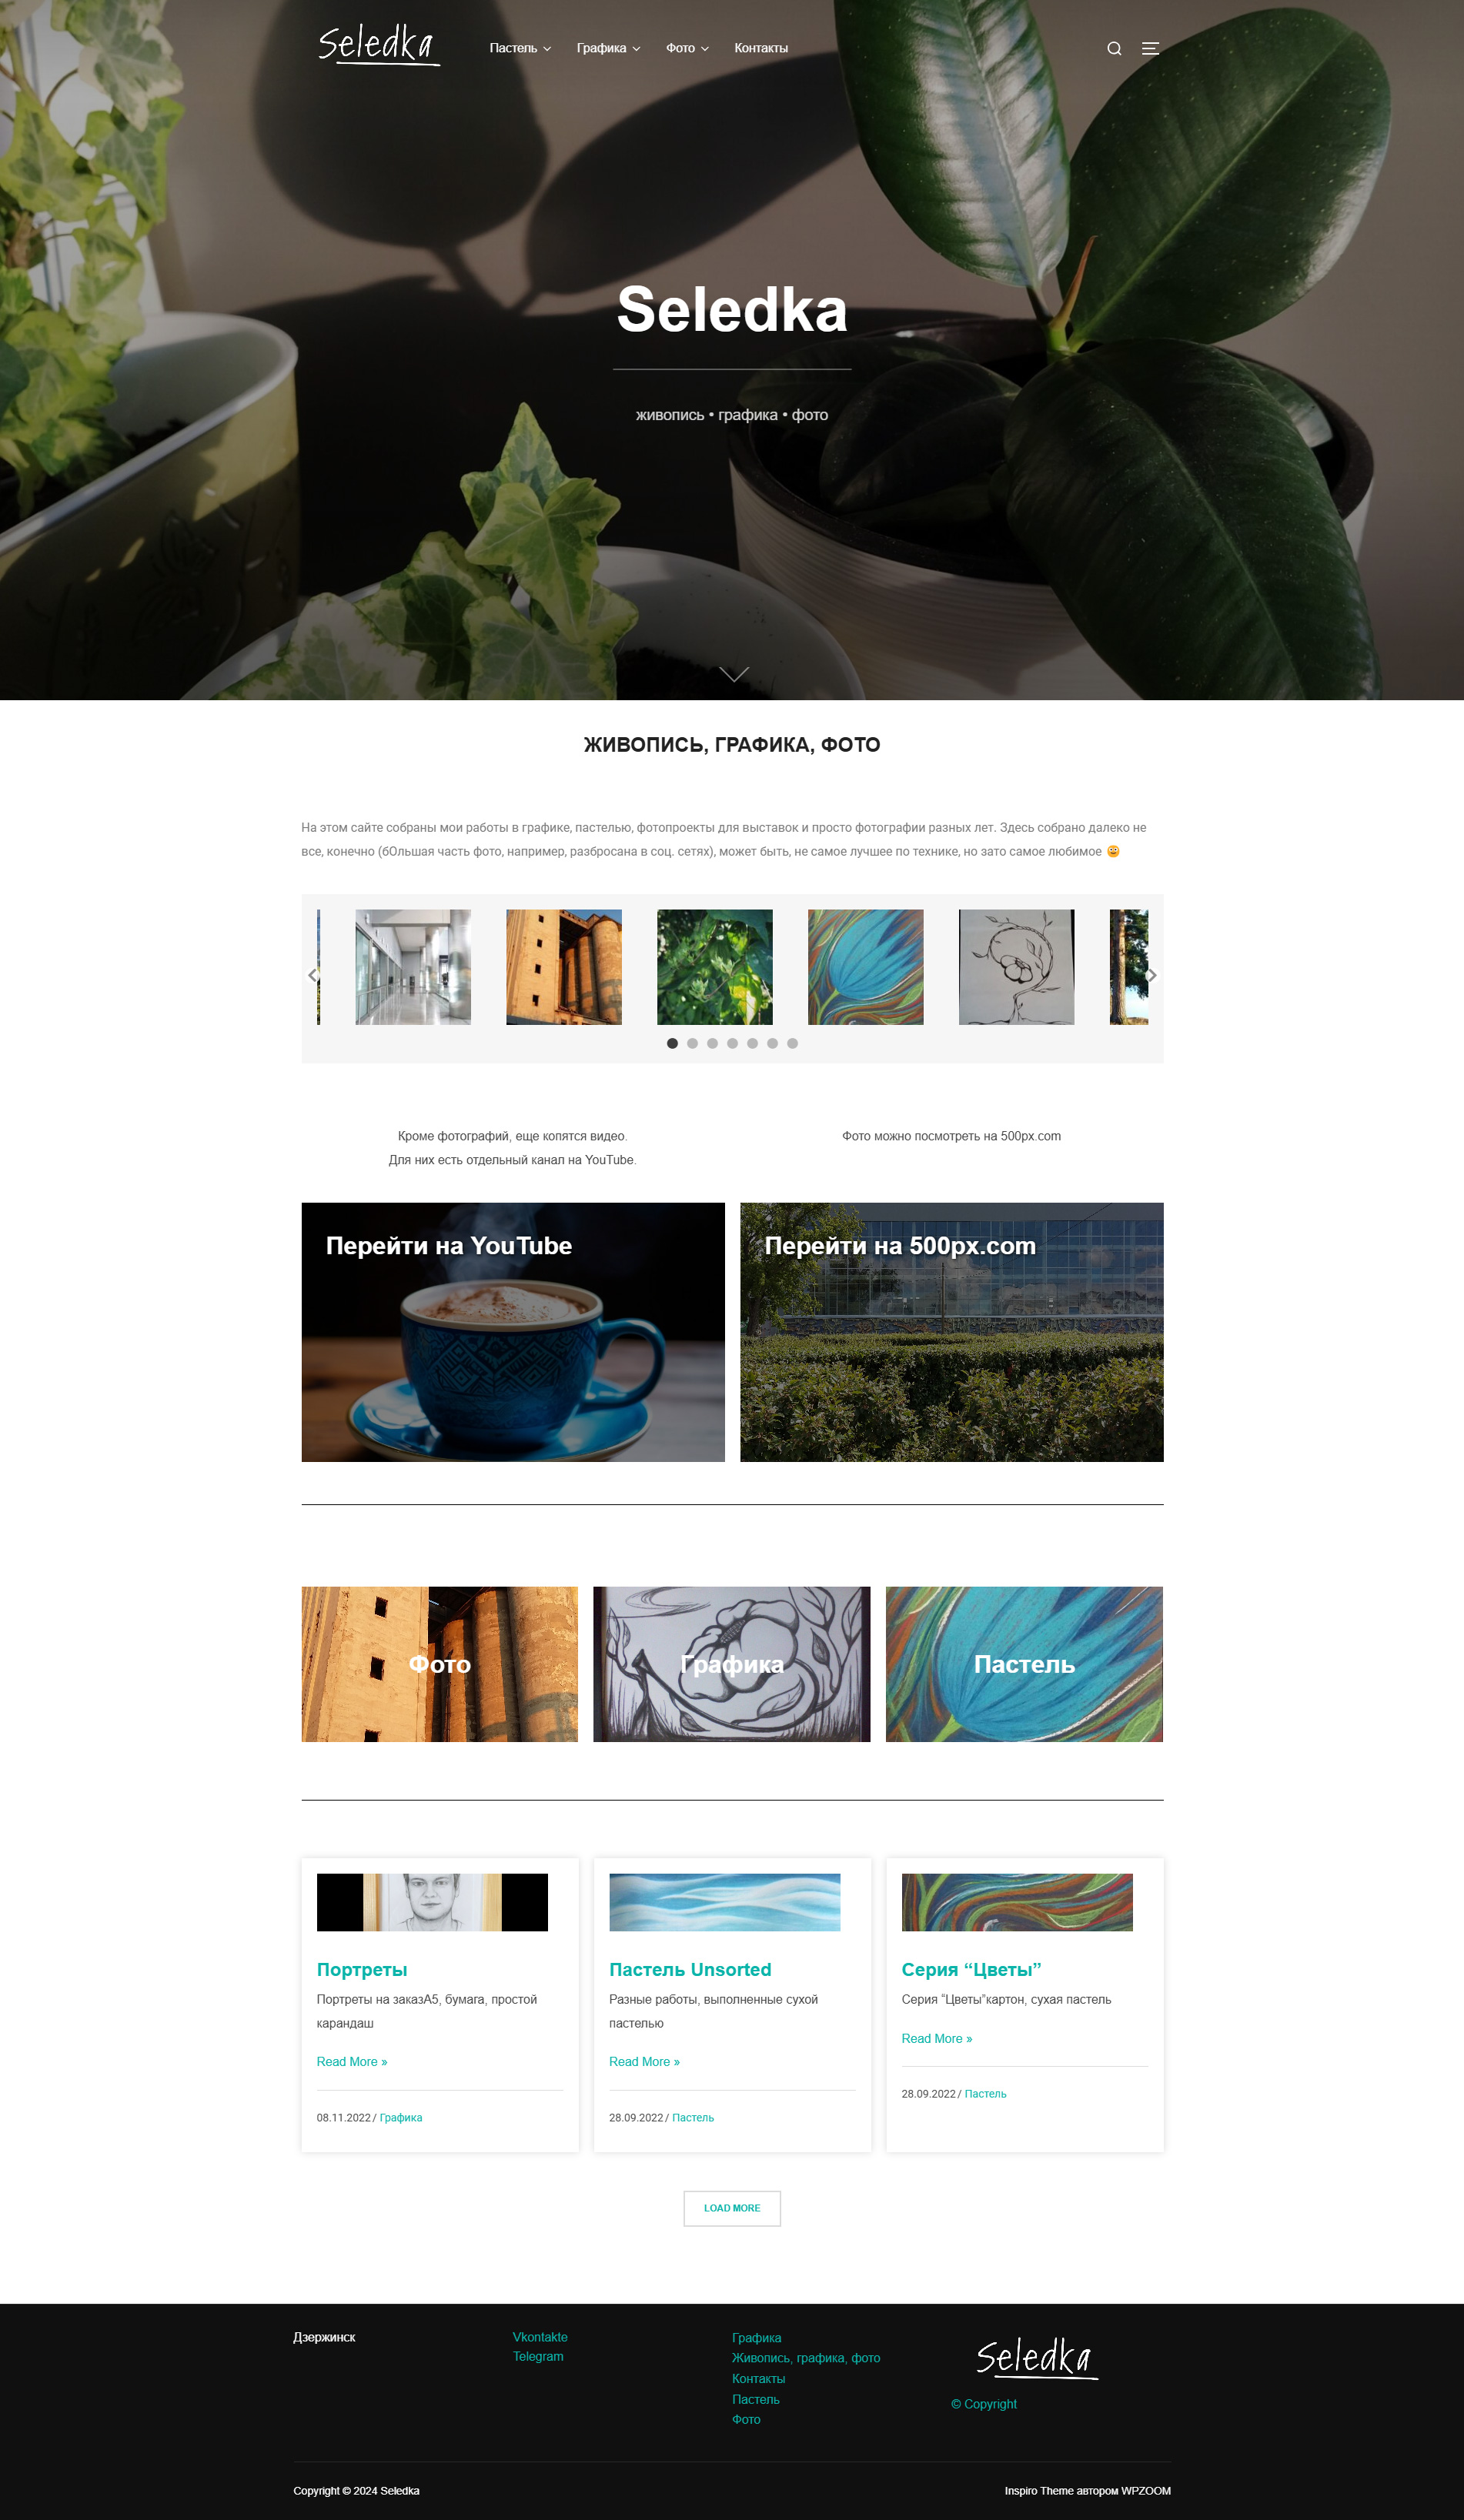 Seledka
Пастель
Графика
Фото
Контакты
Seledka
живопись • графика • фото
ЖИВОПИСЬ, ГРАФИКА, ФОТО
На этом сайте собраны мои работы в графике, пастелью, фотопроекты для выставок и просто фотографии разных лет. Здесь собрано далеко не
все, конечно (бОльшая часть фото, например, разбросана в соц. сетях), может быть, не самое лучшее по технике, но зато самое любимое 😀
Кроме фотографий, еще копятся видео.
Для них есть отдельный канал на YouTube.
Фото можно посмотреть на 500px.com
Перейти на YouTube
Перейти на 500px.com
Фото
Графика
Пастель
Портреты
Портреты на заказА5, бумага, простой
карандаш
Read More »
08.11.2022 / Графика
Пастель Unsorted
Разные работы, выполненные сухой
пастелью
Read More »
28.09.2022 / Пастель
Серия “Цветы”
Серия “Цветы”картон, сухая пастель
Read More »
28.09.2022 / Пастель
LOAD MORE
Дзержинск
Vkontakte
Telegram
Графика
Живопись, графика, фото
Контакты
Пастель
Фото
Seledka
© Copyright
Copyright © 2024 Seledka
Inspiro Theme автором WPZOOM